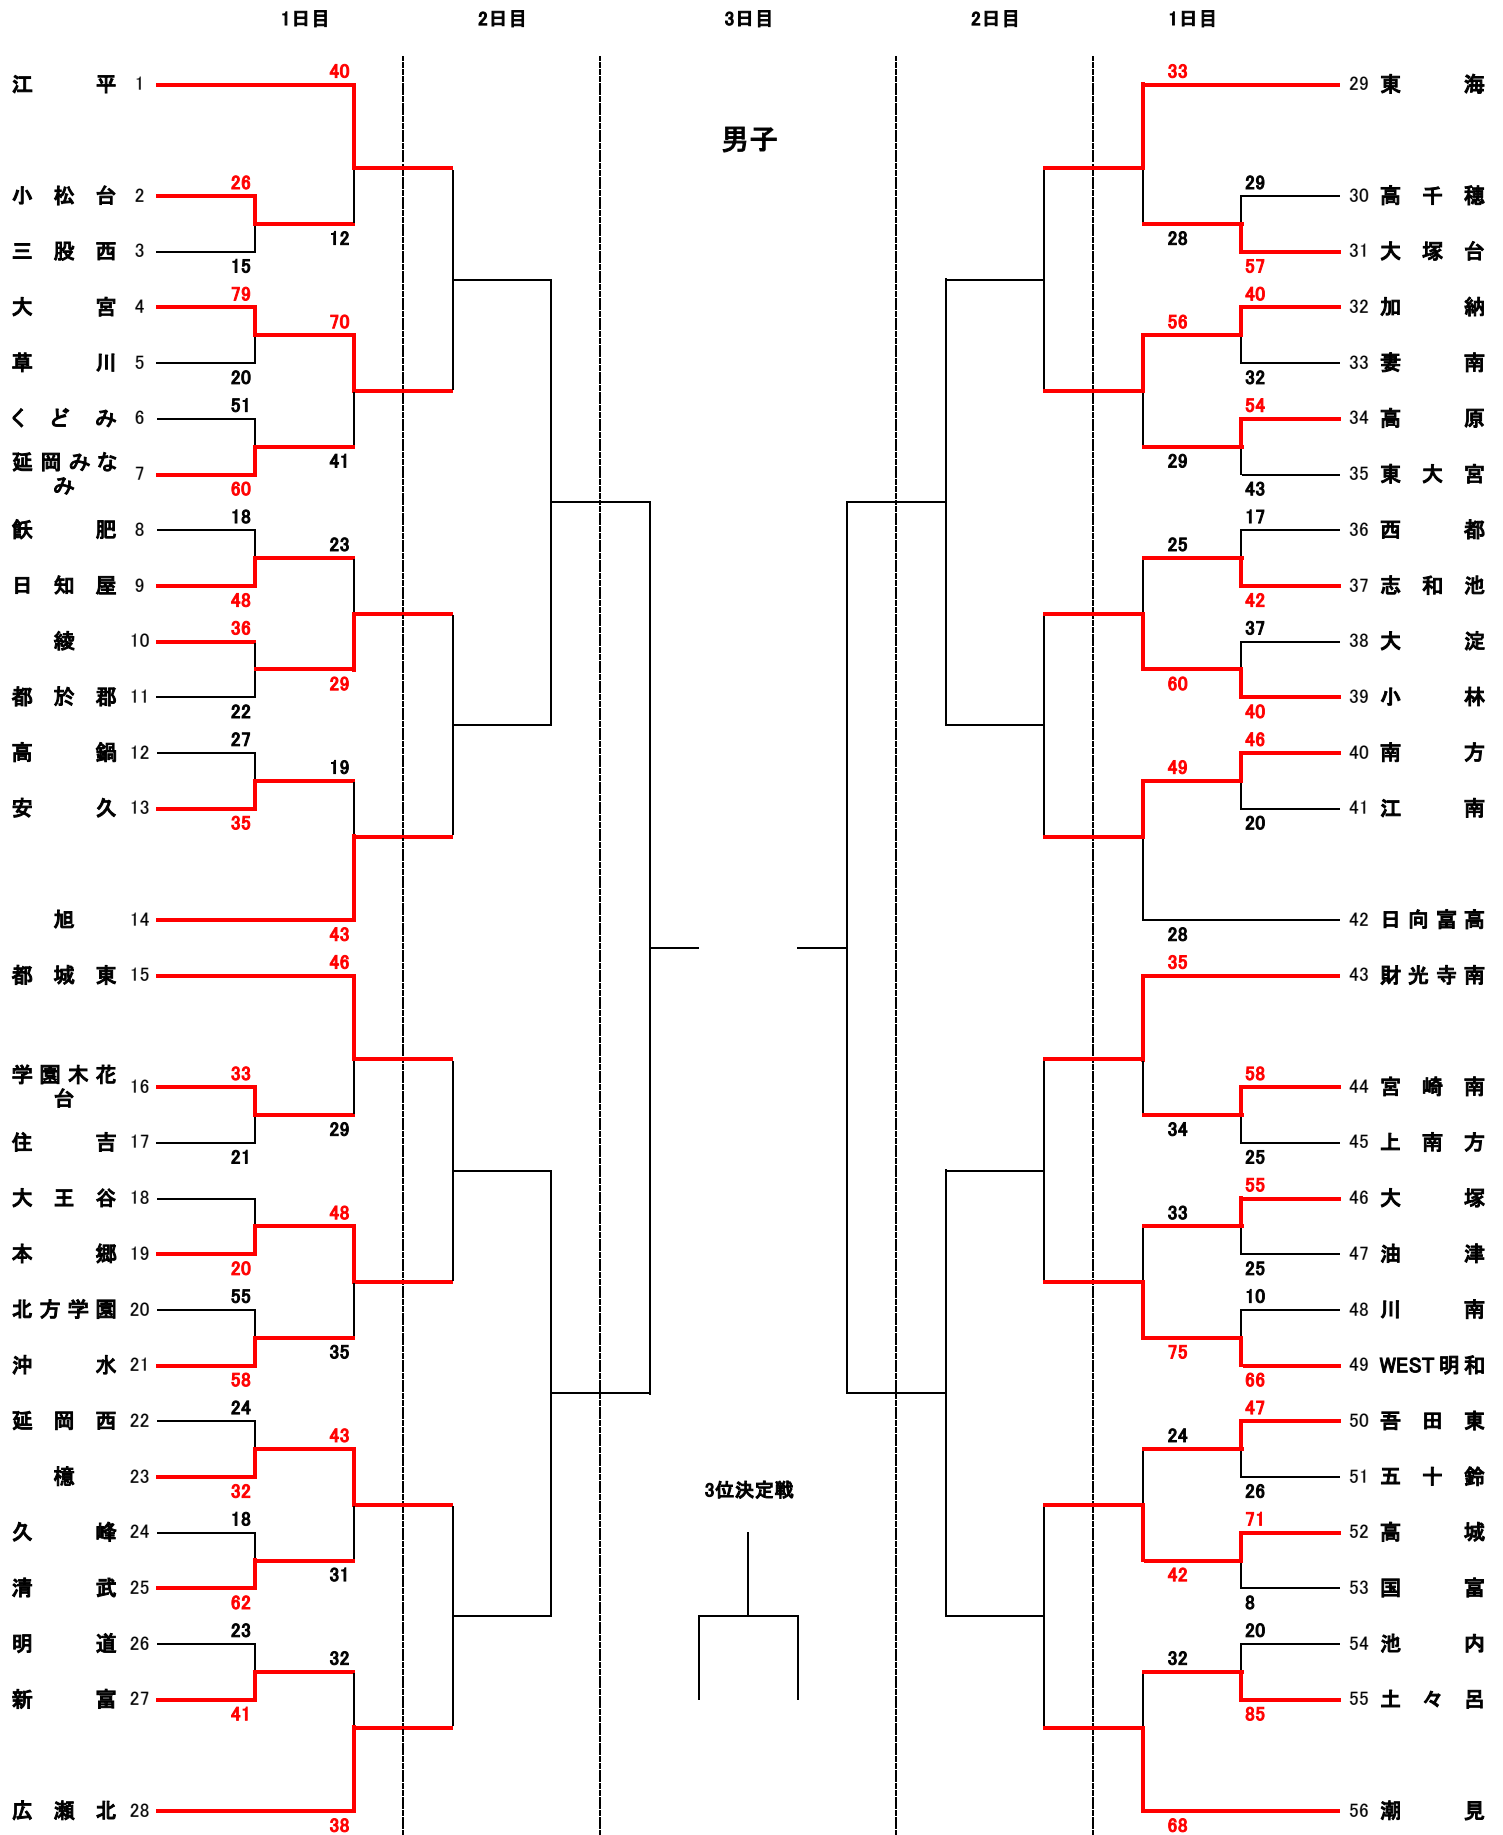 1日目 2日目 3日目 2日目 1日目
男子
江平 1 40
小松台 2 26
12
三股西 3 15
大宮 4 79
70
草川 5 20
くどみ 6 51
41
延岡みなみ 7 60
飫肥 8 18
23
日知屋 9 48
綾 10 36
29
都於郡 11 22
高鍋 12 27
19
安久 13 35
旭 14 43
都城東 15 46
学園木花台 16 33
29
住吉 17 21
大王谷 18
48
本郷 19 20
北方学園 20 55
35
沖水 21 58
延岡西 22 24
43
檍 23 32
久峰 24 18
31
清武 25 62
明道 26 23
32
新富 27 41
広瀬北 28 38
3位決定戦
33 29 東海
29 30 高千穂
28
57 31 大塚台
40 32 加納
56
32 33 妻南
54 34 高原
29
43 35 東大宮
17 36 西都
25
42 37 志和池
37 38 大淀
60
40 39 小林
46 40 南方
49
20 41 江南
28 42 日向富高
35 43 財光寺南
58 44 宮崎南
34
25 45 上南方
55 46 大塚
33
25 47 油津
10 48 川南
75
66 49 WEST明和
47 50 吾田東
24
26 51 五十鈴
71 52 高城
42
8 53 国富
20 54 池内
32
85 55 土々呂
68 56 潮見